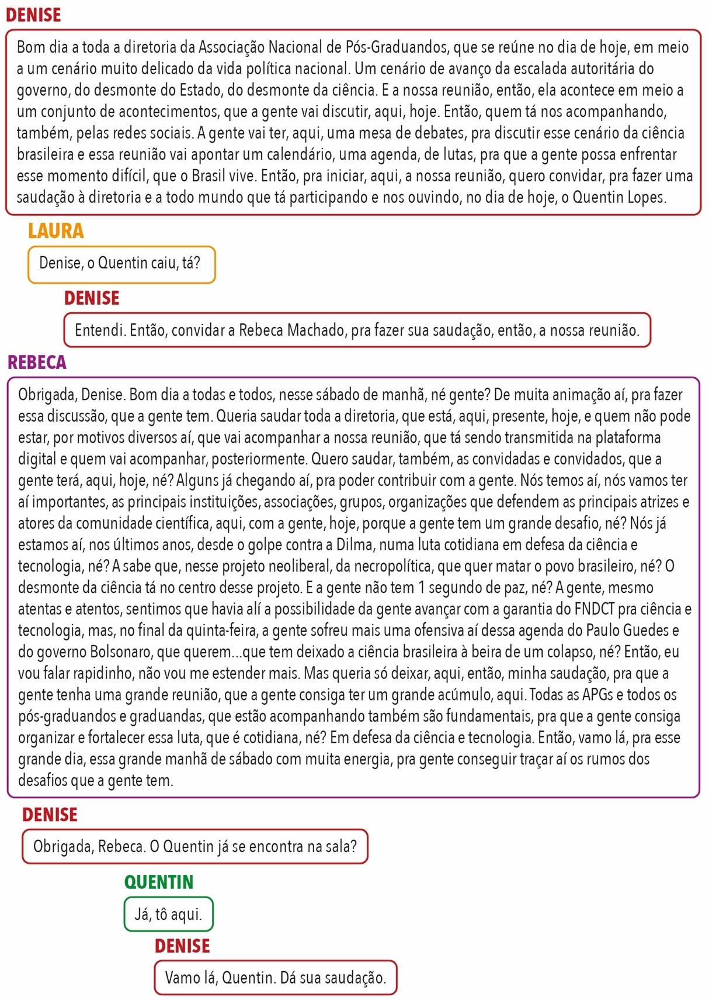 DENISE
Bom dia a toda a diretoria da Associação Nacional de Pós-Graduandos, que se reúne no dia de hoje, em meio
a um cenário muito delicado da vida política nacional. Um cenário de avanço da escalada autoritária do
governo, do desmonte do Estado, do desmonte da ciência. E a nossa reunião, então, ela acontece em meio a
um conjunto de acontecimentos, que a gente vai discutir, aqui, hoje. Então, quem tá nos acompanhando,
também, pelas redes sociais. A gente vai ter, aqui, uma mesa de debates, pra discutir esse cenário da ciência
brasileira e essa reunião vai apontar um calendário, uma agenda, de lutas, pra que a gente possa enfrentar
esse momento difícil, que o Brasil vive. Então, pra iniciar, aqui, a nossa reunião, quero convidar, pra fazer uma
saudação à diretoria e a todo mundo que tá participando e nos ouvindo, no dia de hoje, o Quentin Lopes.
LAURA
Denise, o Quentin caiu, tá?
DENISE
Entendi. Então, convidar a Rebeca Machado, pra fazer sua saudação, então, a nossa reunião.
REBECA
Obrigada, Denise. Bom dia a todas e todos, nesse sábado de manhã, né gente? De muita animação aí, pra fazer
essa discussão, que a gente tem. Queria saudar toda a diretoria, que está, aqui, presente, hoje, e quem não pode
estar, por motivos diversos aí, que vai acompanhar a nossa reunião, que tá sendo transmitida na plataforma
digital e quem vai acompanhar, posteriormente. Quero saudar, também, as convidadas e convidados, que a
gente terá, aqui, hoje, né? Alguns já chegando aí, pra poder contribuir com a gente. Nós temos aí, nós vamos ter
aí importantes, as principais instituições, associações, grupos, organizações que defendem as principais atrizes e
atores da comunidade científica, aqui, com a gente, hoje, porque a gente tem um grande desafio, né? Nós já
estamos aí, nos últimos anos, desde o golpe contra a Dilma, numa luta cotidiana em defesa da ciência e
tecnologia, né? A sabe que, nesse projeto neoliberal, da necropolítica, que quer matar o povo brasileiro, né? O
desmonte da ciência tá no centro desse projeto. E a gente não tem 1 segundo de paz, né? A gente, mesmo
atentas e atentos, sentimos que havia alí a possibilidade da gente avançar com a garantia do FNDCT pra ciência e
tecnologia, mas, no final da quinta-feira, a gente sofreu mais uma ofensiva aí dessa agenda do Paulo Guedes e
do governo Bolsonaro, que querem...que tem deixado a ciência brasileira à beira de um colapso, né? Então, eu
vou falar rapidinho, não vou me estender mais. Mas queria só deixar, aqui, então, minha saudação, pra que a
gente tenha uma grande reunião, que a gente consiga ter um grande acúmulo, aqui. Todas as APGs e todos os
pós-graduandos e graduandas, que estão acompanhando também são fundamentais, pra que a gente consiga
organizar e fortalecer essa luta, que é cotidiana, né? Em defesa da ciência e tecnologia. Então, vamo lá, pra esse
grande dia, essa grande manhã de sábado com muita energia, pra gente conseguir traçar aí os rumos dos
desafios que a gente tem.
DENISE
Obrigada, Rebeca. O Quentin já se encontra na sala?
QUENTIN
Já, tô aqui.
DENISE
Vamo lá, Quentin. Dá sua saudação.